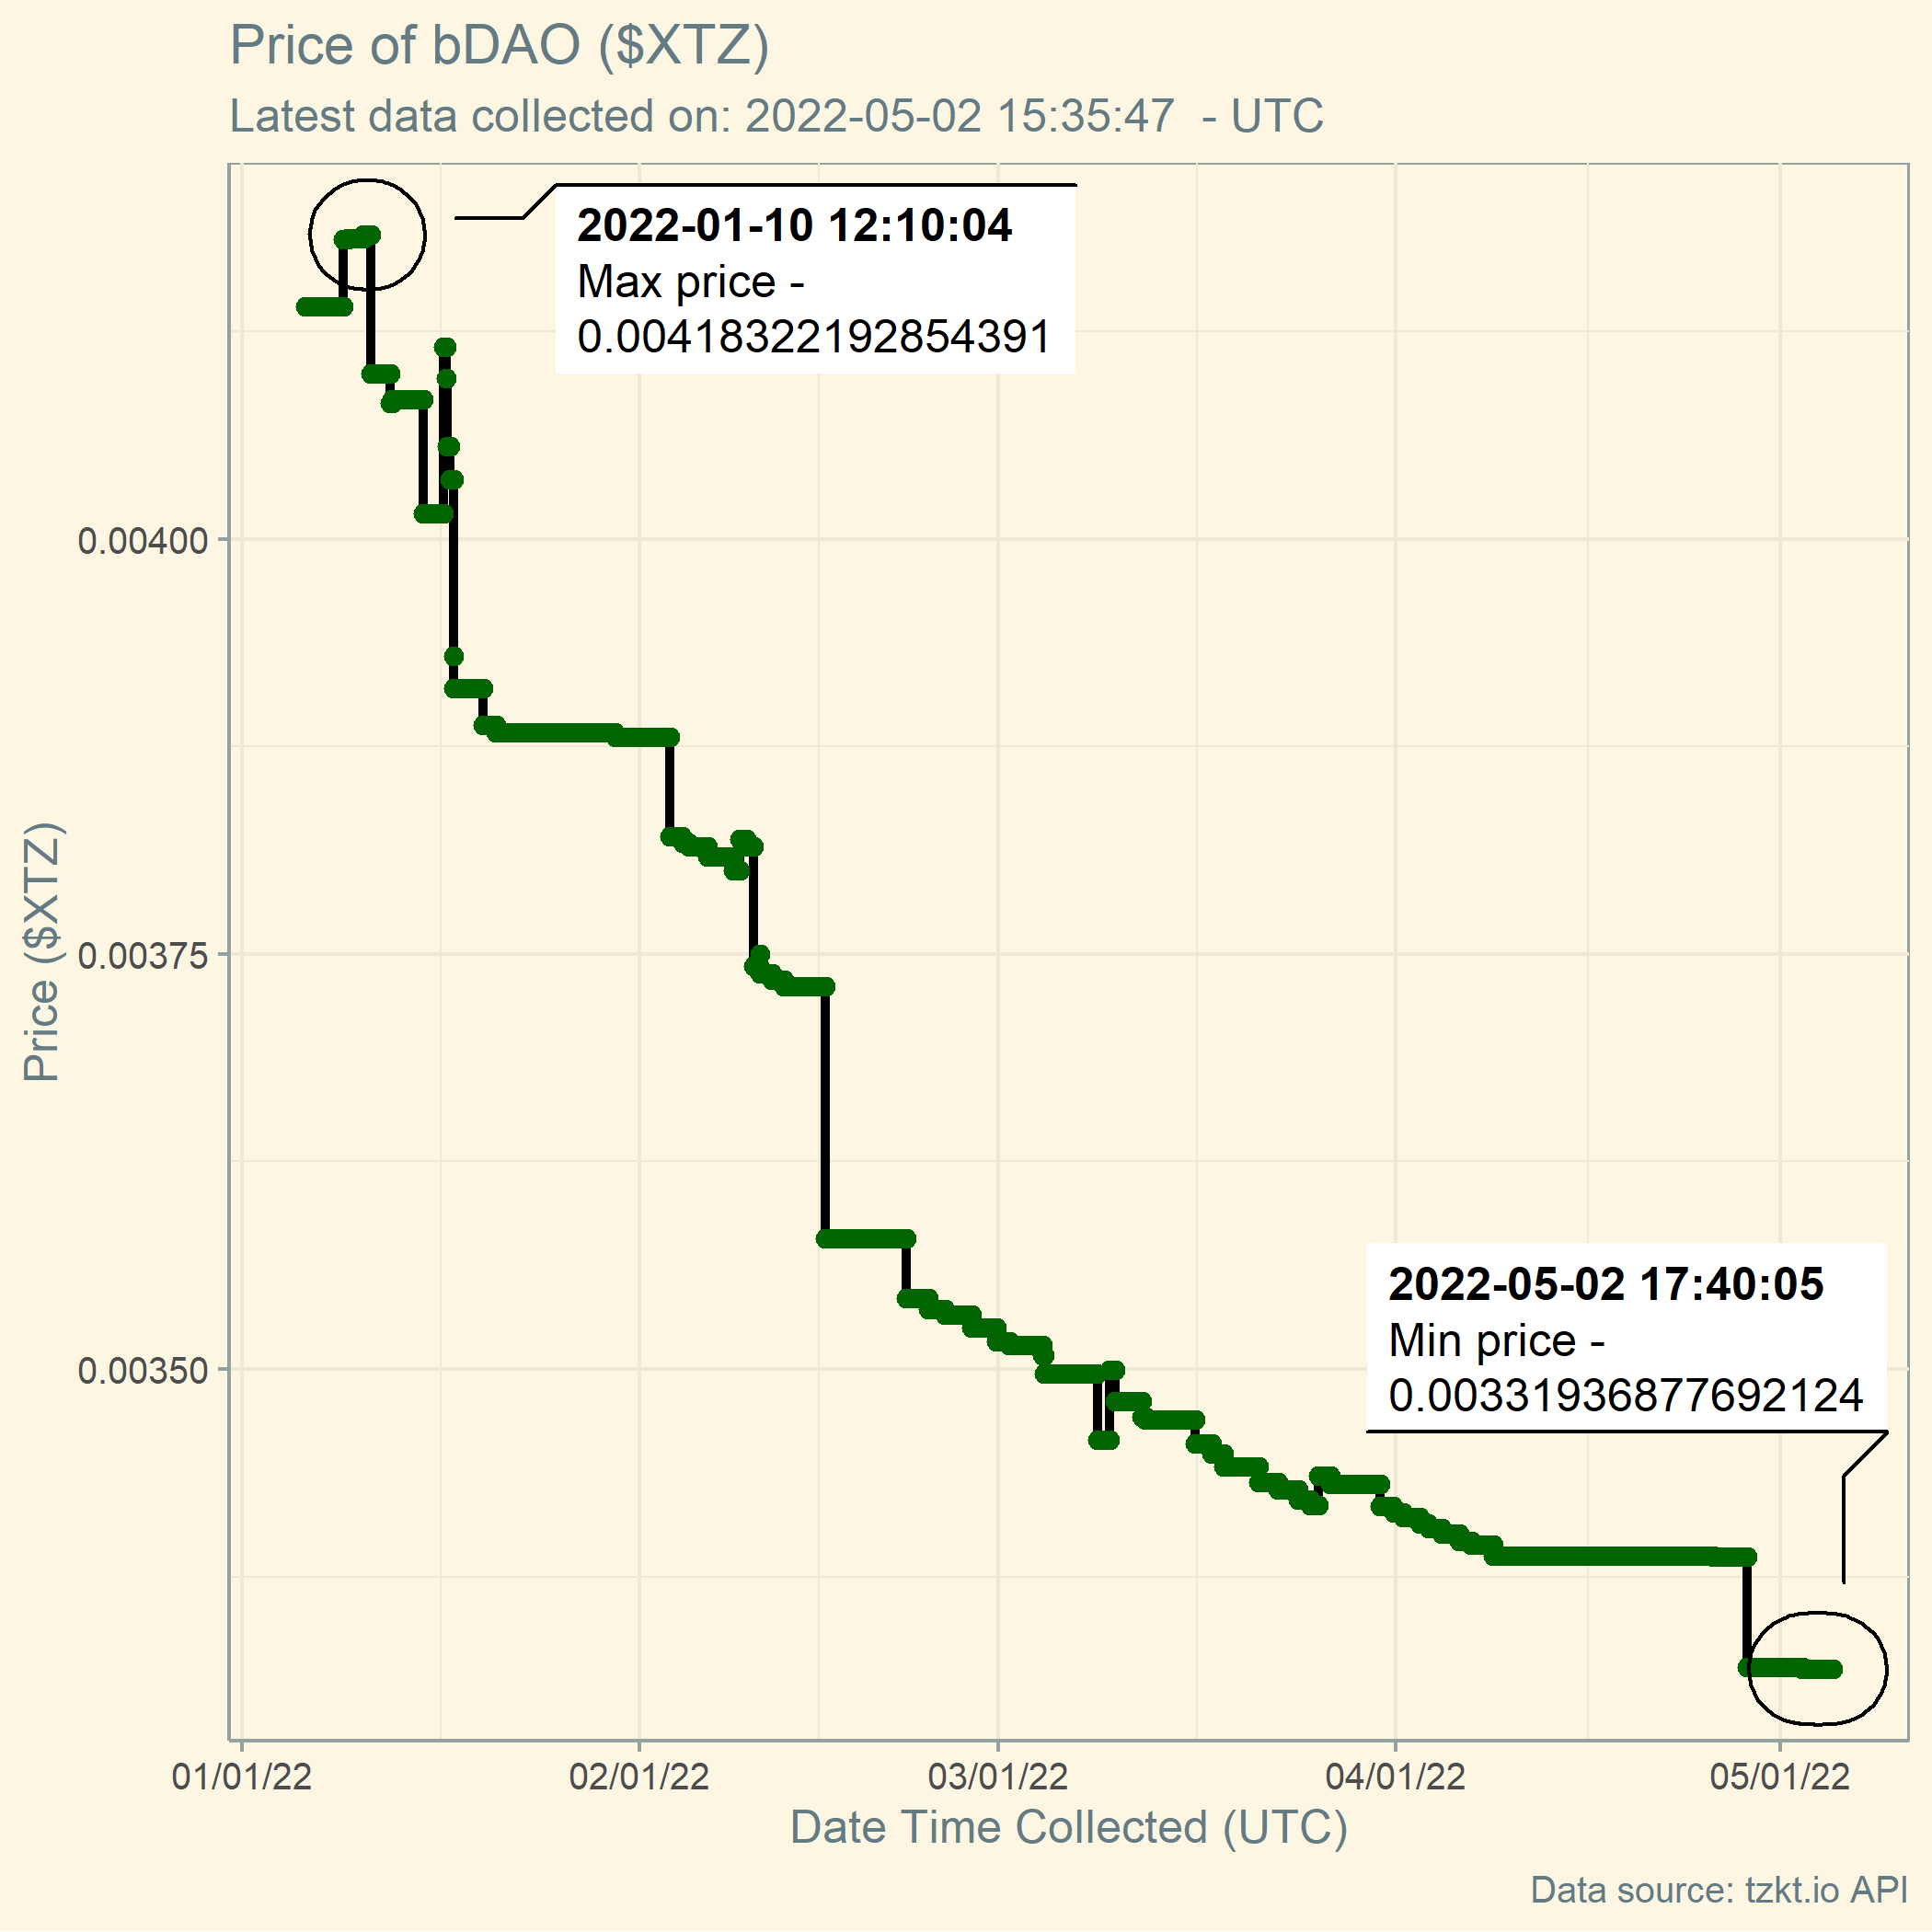 Price of bDAO ($XTZ)
Latest data collected on: 2022-05-02 15:35:47  - UTC
2022-01-10 12:10:04
Max price -
0.00418322192854391
0.00400
Price ($XTZ)
0.00375
0.00350
2022-05-02 17:40:05
Min price -
0.00331936877692124
01/01/22 02/01/22 03/01/22 04/01/22 05/01/22
Date Time Collected (UTC)
Data source: tzkt.io API